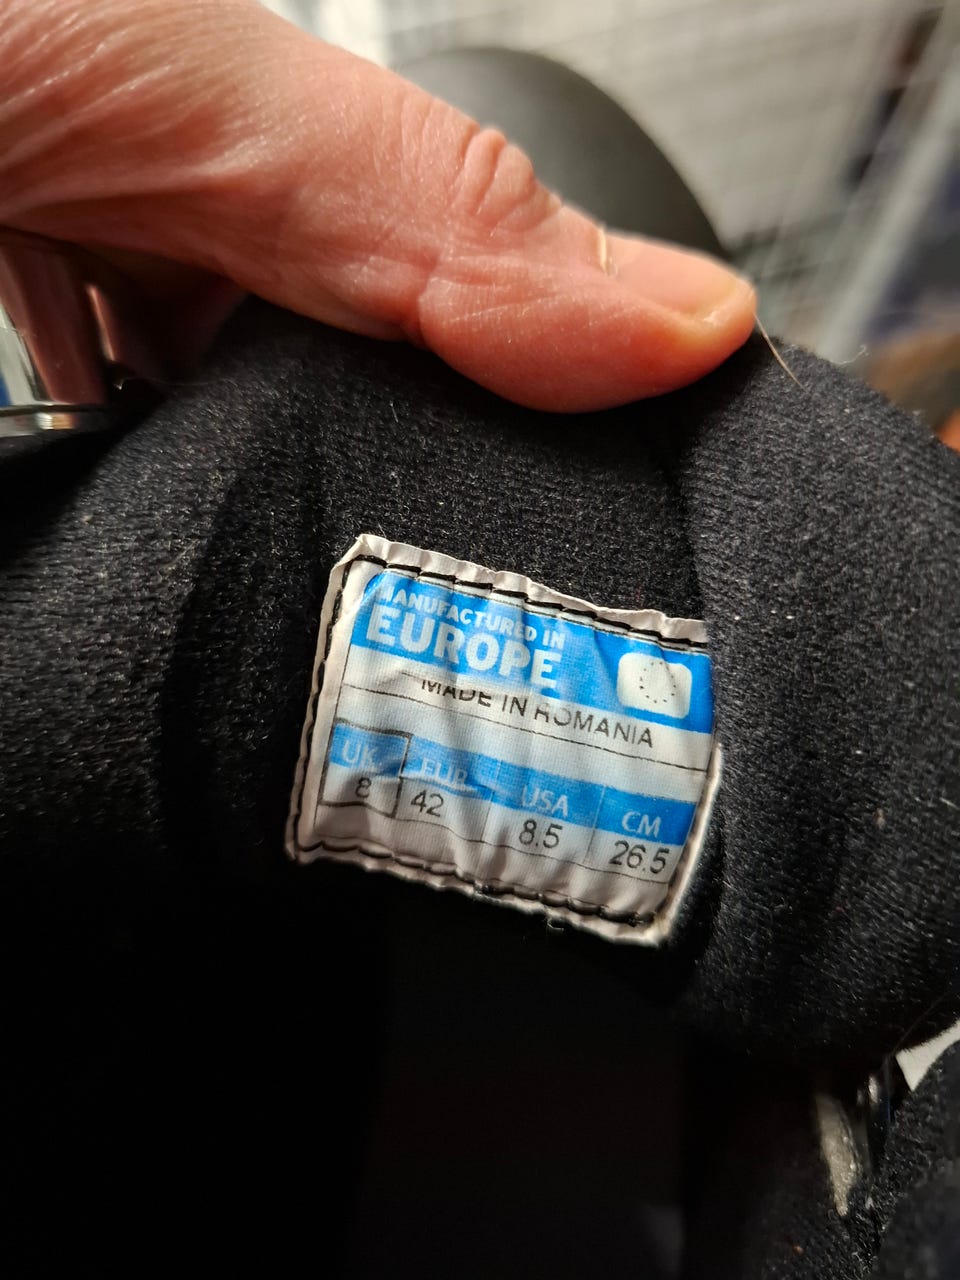 MANUFACTURED IN
EUROPE
MADE IN ROMANIA
UK EUR USA CM
8 42 8.5 26.5